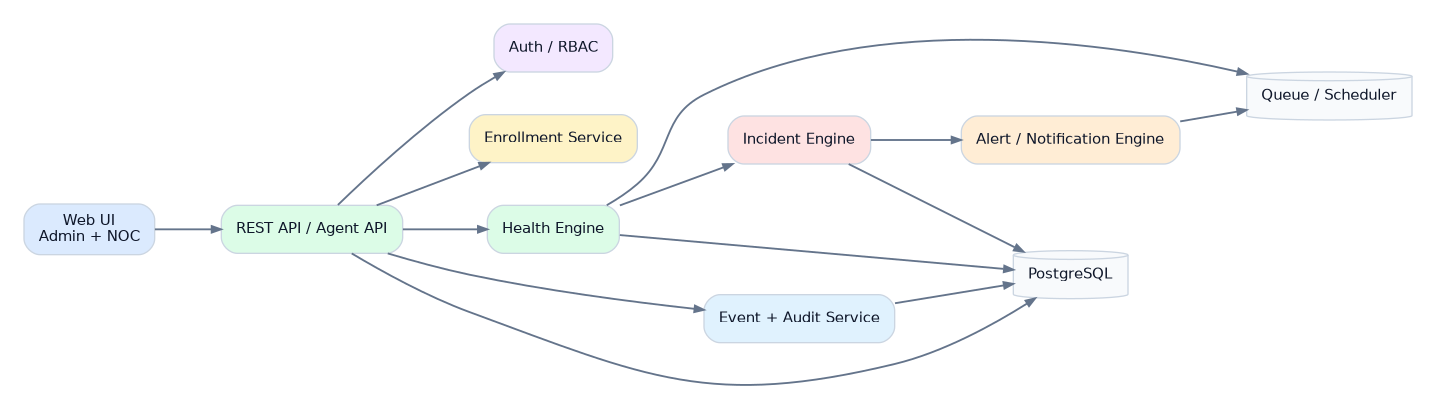 Auth / RBAC
Queue / Scheduler
Enrollment Service
Incident Engine
Alert / Notification Engine
Web UI
Admin + NOC
REST API / Agent API
Health Engine
PostgreSQL
Event + Audit Service